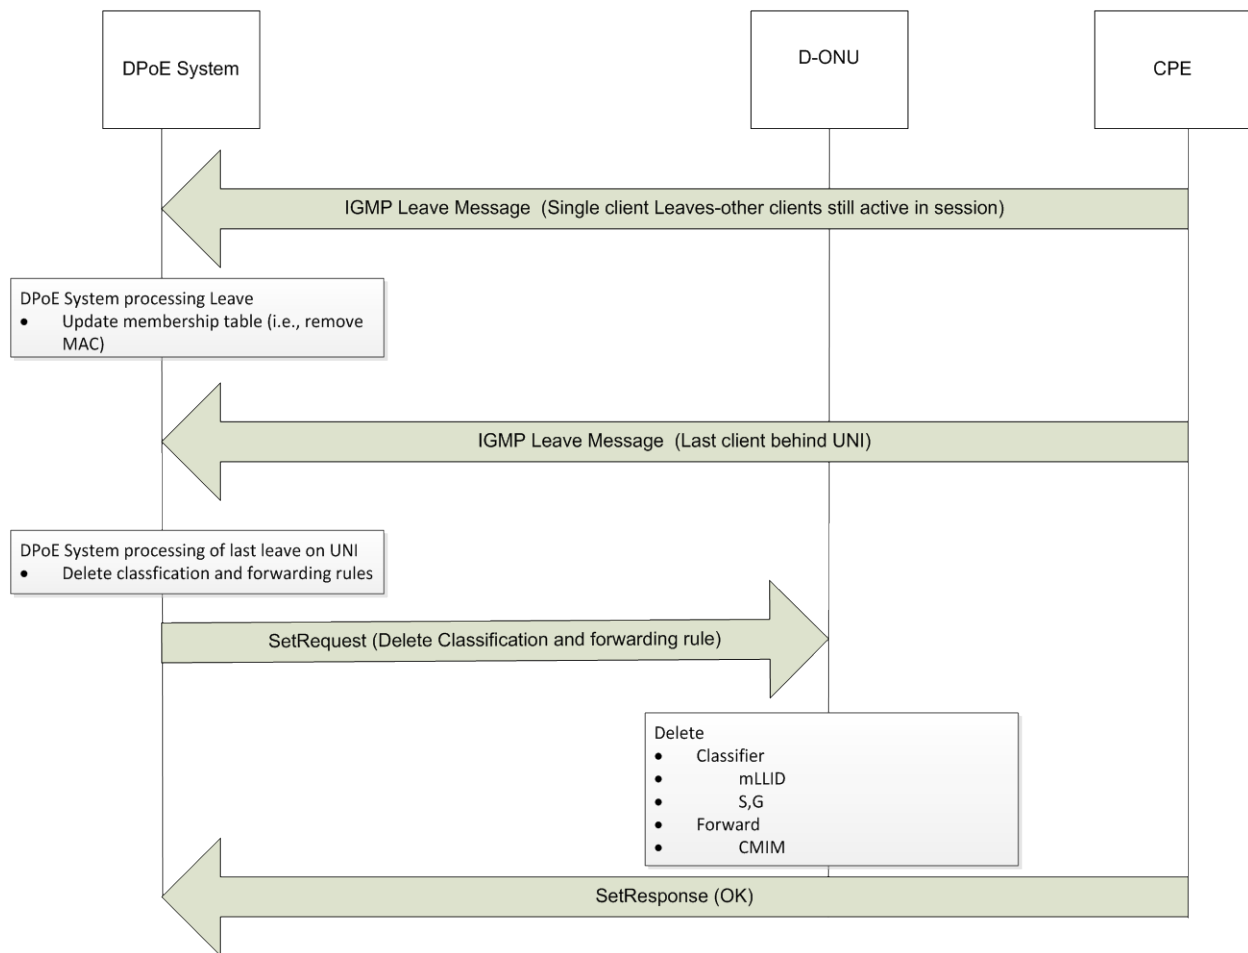 DPoE System
D-ONU
CPE
IGMP Leave Message (Single client Leaves-other clients still active in session)
DPoE System processing Leave
• Update membership table (i.e., remove
MAC)
IGMP Leave Message (Last client behind UNI)
DPoE System processing of last leave on UNI
• Delete classfication and forwarding rules
SetRequest (Delete Classification and forwarding rule)
Delete
• Classifier
• mLLID
• S,G
• Forward
• CMIM
SetResponse (OK)